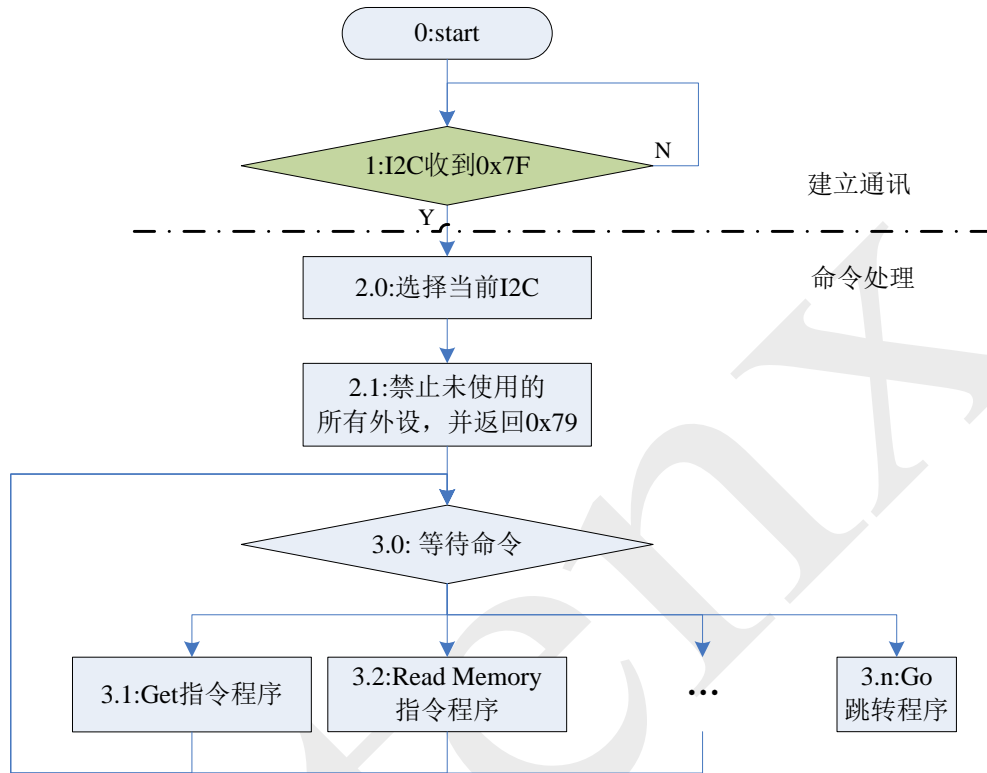 0:start
1:I2C收到0x7F
N
建立通讯
Y
命令处理
2.0:选择当前I2C
2.1:禁止未使用的
所有外设，并返回0x79
3.0: 等待命令
3.1:Get指令程序
3.2:Read Memory
指令程序
...
3.n:Go
跳转程序